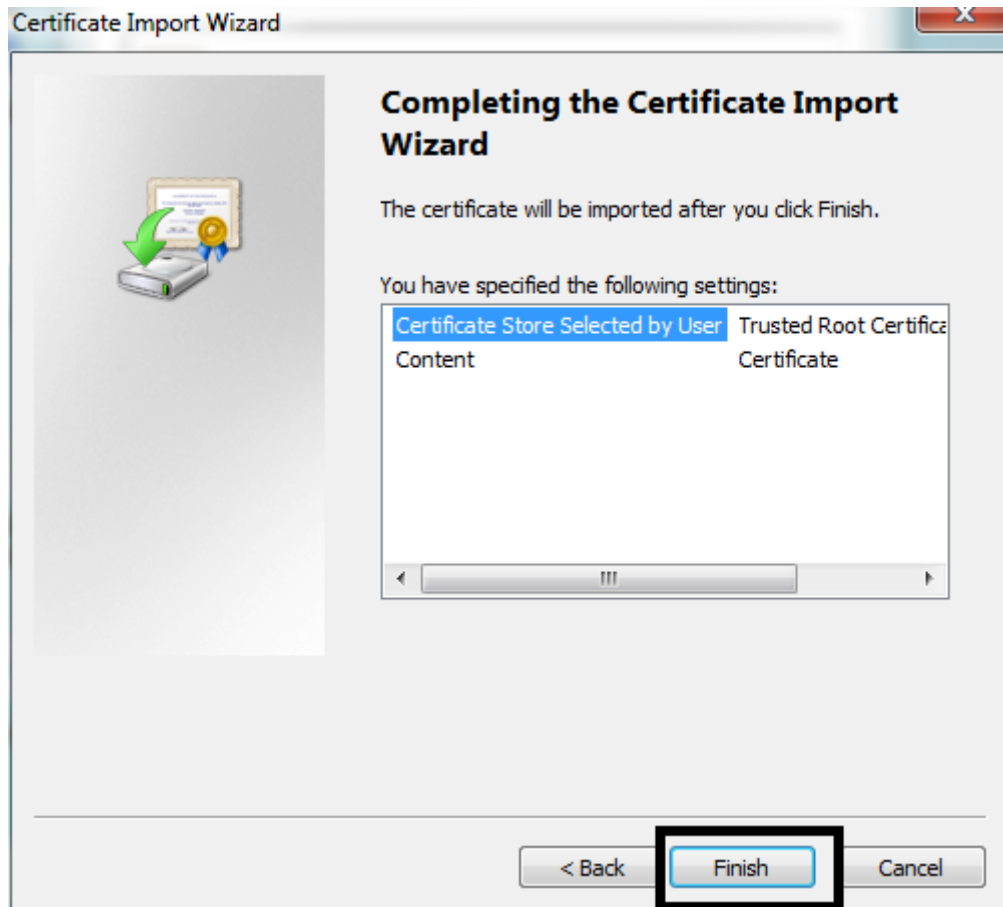 Certificate Import Wizard
Completing the Certificate Import
Wizard
The certificate will be imported after you click Finish.
You have specified the following settings:
Certificate Store Selected by User Trusted Root Certifica
Content Certificate
< Back Finish Cancel